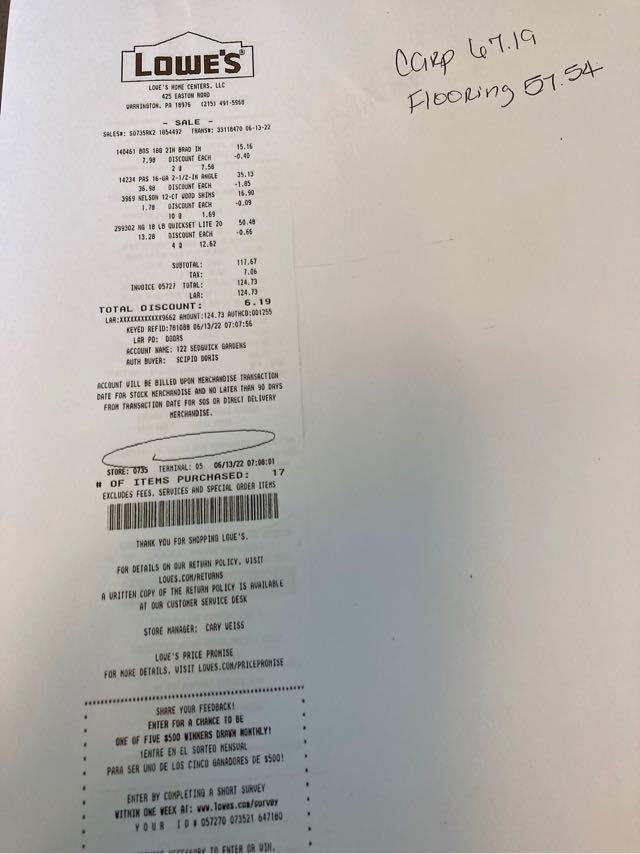 LOWE'S
LOWE'S HOME CENTERS, LLC
425 EASTON ROAD
WARRINGTON, PA 18976 (215) 491-5968
- SALE -
SALES#: S0735RK2 1854492 TRANS#: 33118470 06-13-22
140461 BOS 18G 2IN BRAD IN 15.16
7.98 DISCOUNT EACH -0.40
2 @ 7.58
14234 PAS 16-GA 2-1/2-IN ANGLE 35.13
36.98 DISCOUNT EACH -1.85
3969 NELSON 12-CT WOOD SHIMS 16.90
1.78 DISCOUNT EACH -0.09
10 @ 1.69
299302 HG 18 LB QUICKSET LITE 20 50.48
13.28 DISCOUNT EACH -0.66
4 @ 12.62
SUBTOTAL: 117.67
TAX: 7.06
INVOICE 05727 TOTAL: 124.73
LAR: 124.73
TOTAL DISCOUNT: 6.19
LAR:XXXXXXXXXXXX9662 AMOUNT:124.73 AUTHCD:001255
KEYED REFID:781088 06/13/22 07:07:56
LAR PO: DOORS
ACCOUNT NAME: 122 SEDGWICK GARDENS
AUTH BUYER: SCIPIO DORIS
ACCOUNT WILL BE BILLED UPON MERCHANDISE TRANSACTION
DATE FOR STOCK MERCHANDISE AND NO LATER THAN 90 DAYS
FROM TRANSACTION DATE FOR SOS OR DIRECT DELIVERY
MERCHANDISE.
STORE: 0735 TERMINAL: 05 06/13/22 07:08:01
# OF ITEMS PURCHASED: 17
EXCLUDES FEES, SERVICES AND SPECIAL ORDER ITEMS
THANK YOU FOR SHOPPING LOWE'S.
FOR DETAILS ON OUR RETURN POLICY, VISIT
LOWES.COM/RETURNS
A WRITTEN COPY OF THE RETURN POLICY IS AVAILABLE
AT OUR CUSTOMER SERVICE DESK
STORE MANAGER: CARY WEISS
LOWE'S PRICE PROMISE
FOR MORE DETAILS, VISIT LOWES.COM/PRICEPROMISE
SHARE YOUR FEEDBACK!
ENTER FOR A CHANCE TO BE
ONE OF FIVE $500 WINNERS DRAWN MONTHLY!
¡ENTRE EN EL SORTEO MENSUAL
PARA SER UNO DE LOS CINCO GANADORES DE $500!
ENTER BY COMPLETING A SHORT SURVEY
WITHIN ONE WEEK AT: www.lowes.com/survey
YOUR ID# 057270 073521 647180
NECESSARY TO ENTER OR WIN.
CARP 67.19
Flooring 57.54